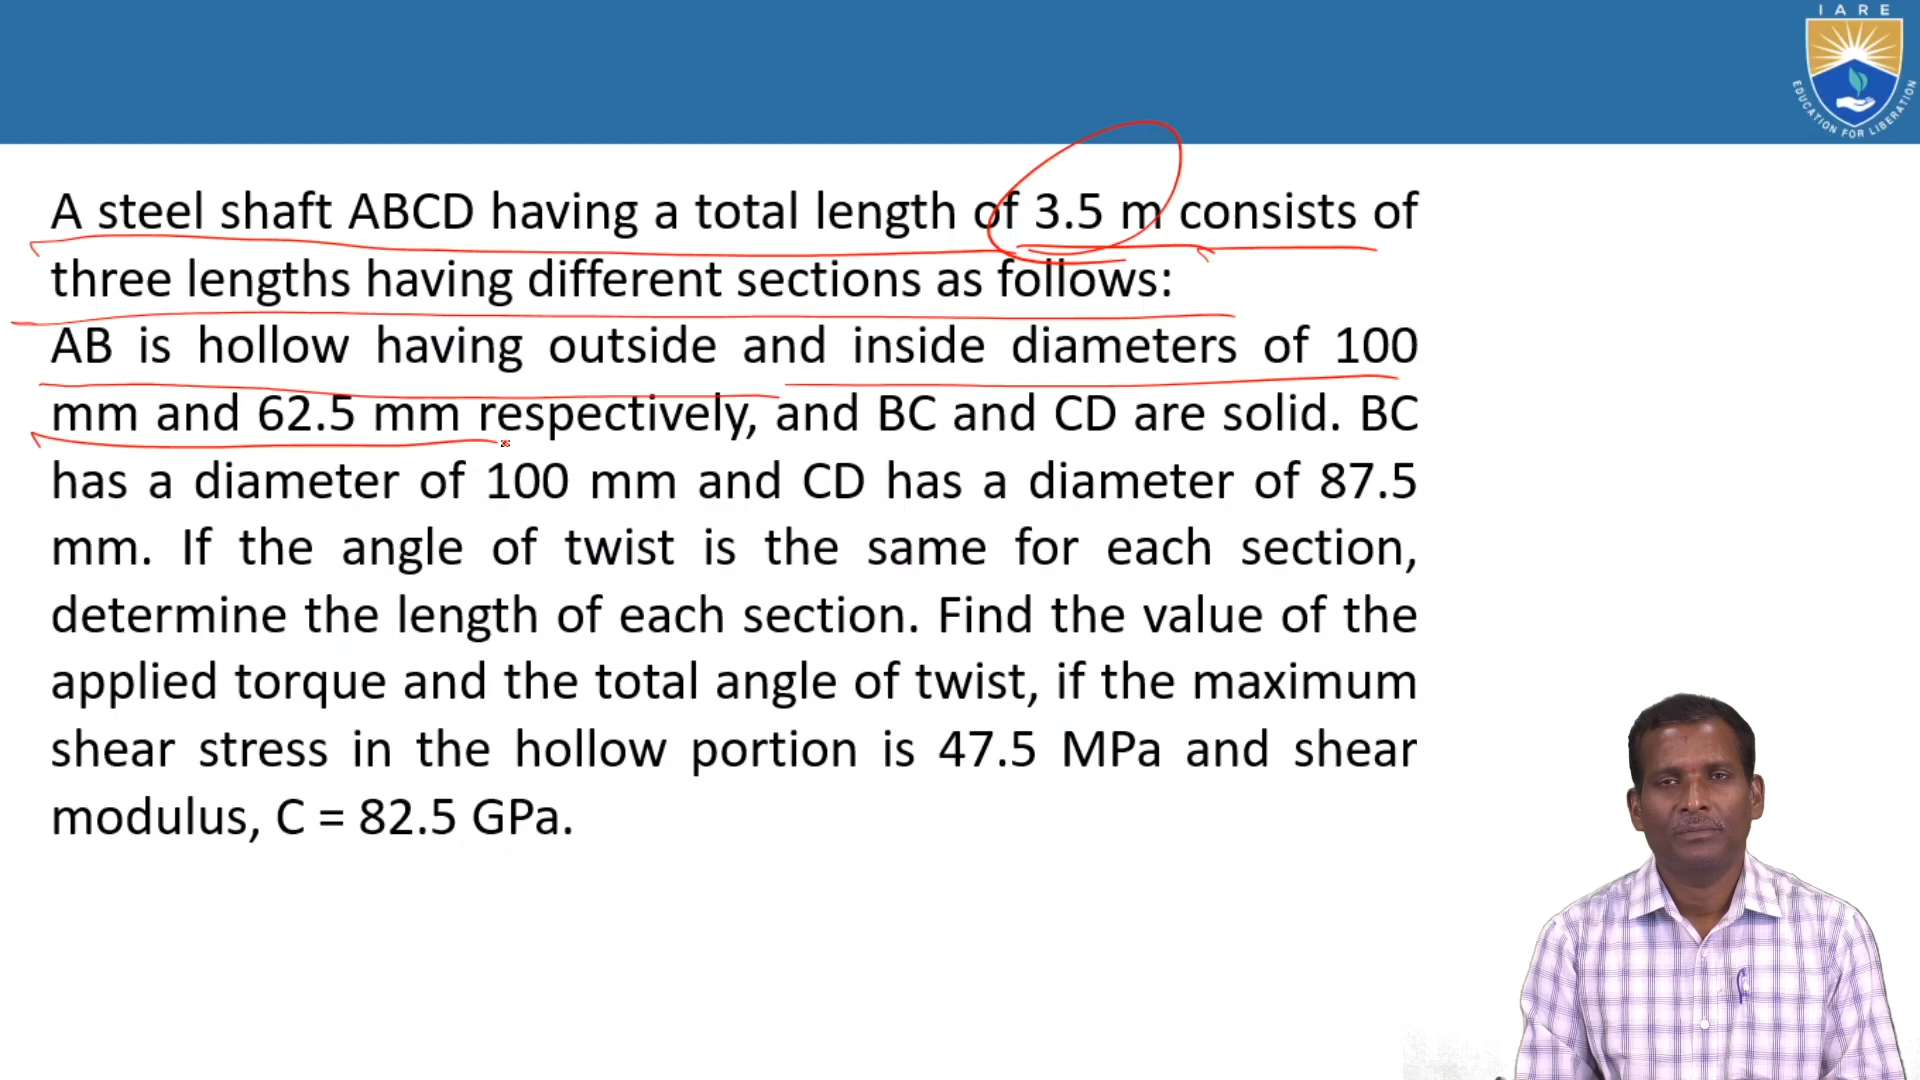 IARE
EDUCATION FOR LIBERATION
A steel shaft ABCD having a total length of 3.5 m consists of
three lengths having different sections as follows:
AB is hollow having outside and inside diameters of 100
mm and 62.5 mm respectively, and BC and CD are solid. BC
has a diameter of 100 mm and CD has a diameter of 87.5
mm. If the angle of twist is the same for each section,
determine the length of each section. Find the value of the
applied torque and the total angle of twist, if the maximum
shear stress in the hollow portion is 47.5 MPa and shear
modulus, C = 82.5 GPa.